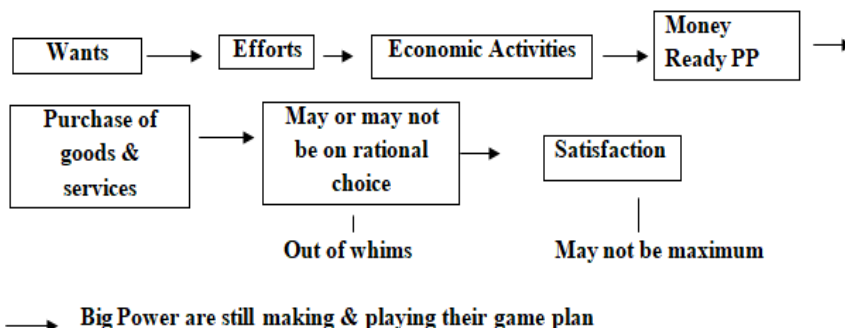 Wants
Efforts
Economic Activities
Money
Ready PP
Purchase of
goods &
services
May or may not
be on rational
choice
Satisfaction
Out of whims
May not be maximum
Big Power are still making & playing their game plan